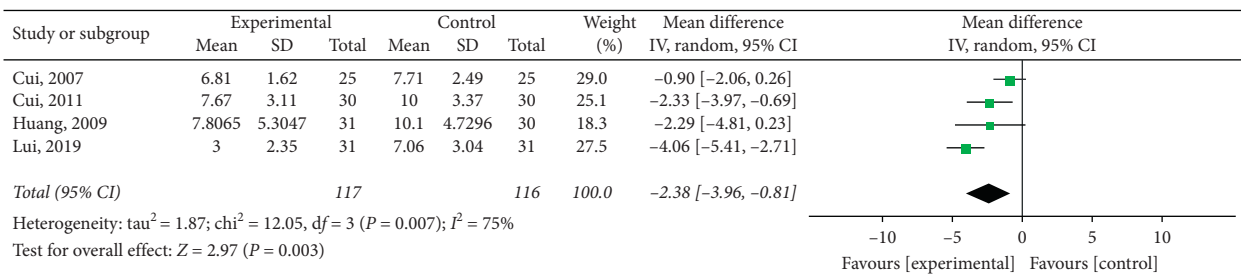 Study or subgroup Experimental Control Weight (%) Mean difference IV, random, 95% CI Mean difference IV, random, 95% CI
Mean SD Total Mean SD Total
Cui, 2007 6.81 1.62 25 7.71 2.49 25 29.0 −0.90 [−2.06, 0.26]
Cui, 2011 7.67 3.11 30 10 3.37 30 25.1 −2.33 [−3.97, −0.69]
Huang, 2009 7.8065 5.3047 31 10.1 4.7296 30 18.3 −2.29 [−4.81, 0.23]
Lui, 2019 3 2.35 31 7.06 3.04 31 27.5 −4.06 [−5.41, −2.71]
Total (95% CI) 117 116 100.0 −2.38 [−3.96, −0.81]
Heterogeneity: tau² = 1.87; chi² = 12.05, df = 3 (P = 0.007); I² = 75%
Test for overall effect: Z = 2.97 (P = 0.003)
−10 −5 0 5 10
Favours [experimental] Favours [control]